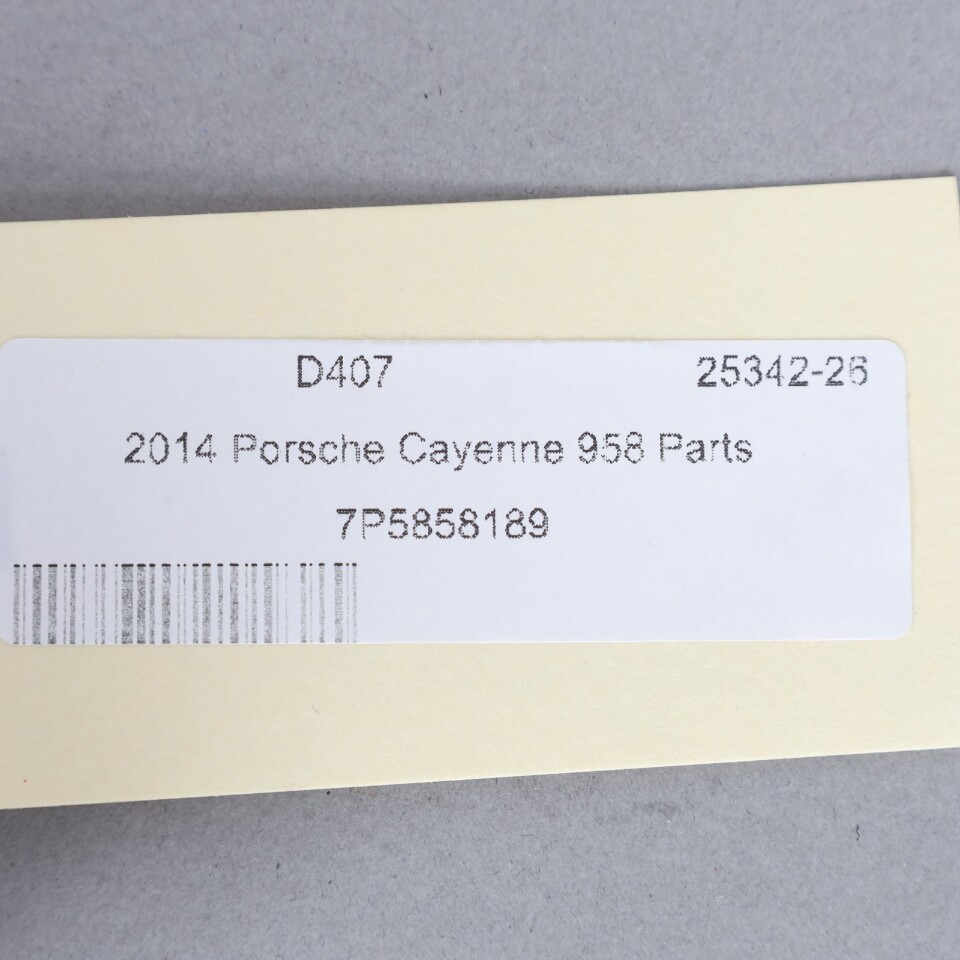 D407 25342-26
2014 Porsche Cayenne 958 Parts
7P5858189